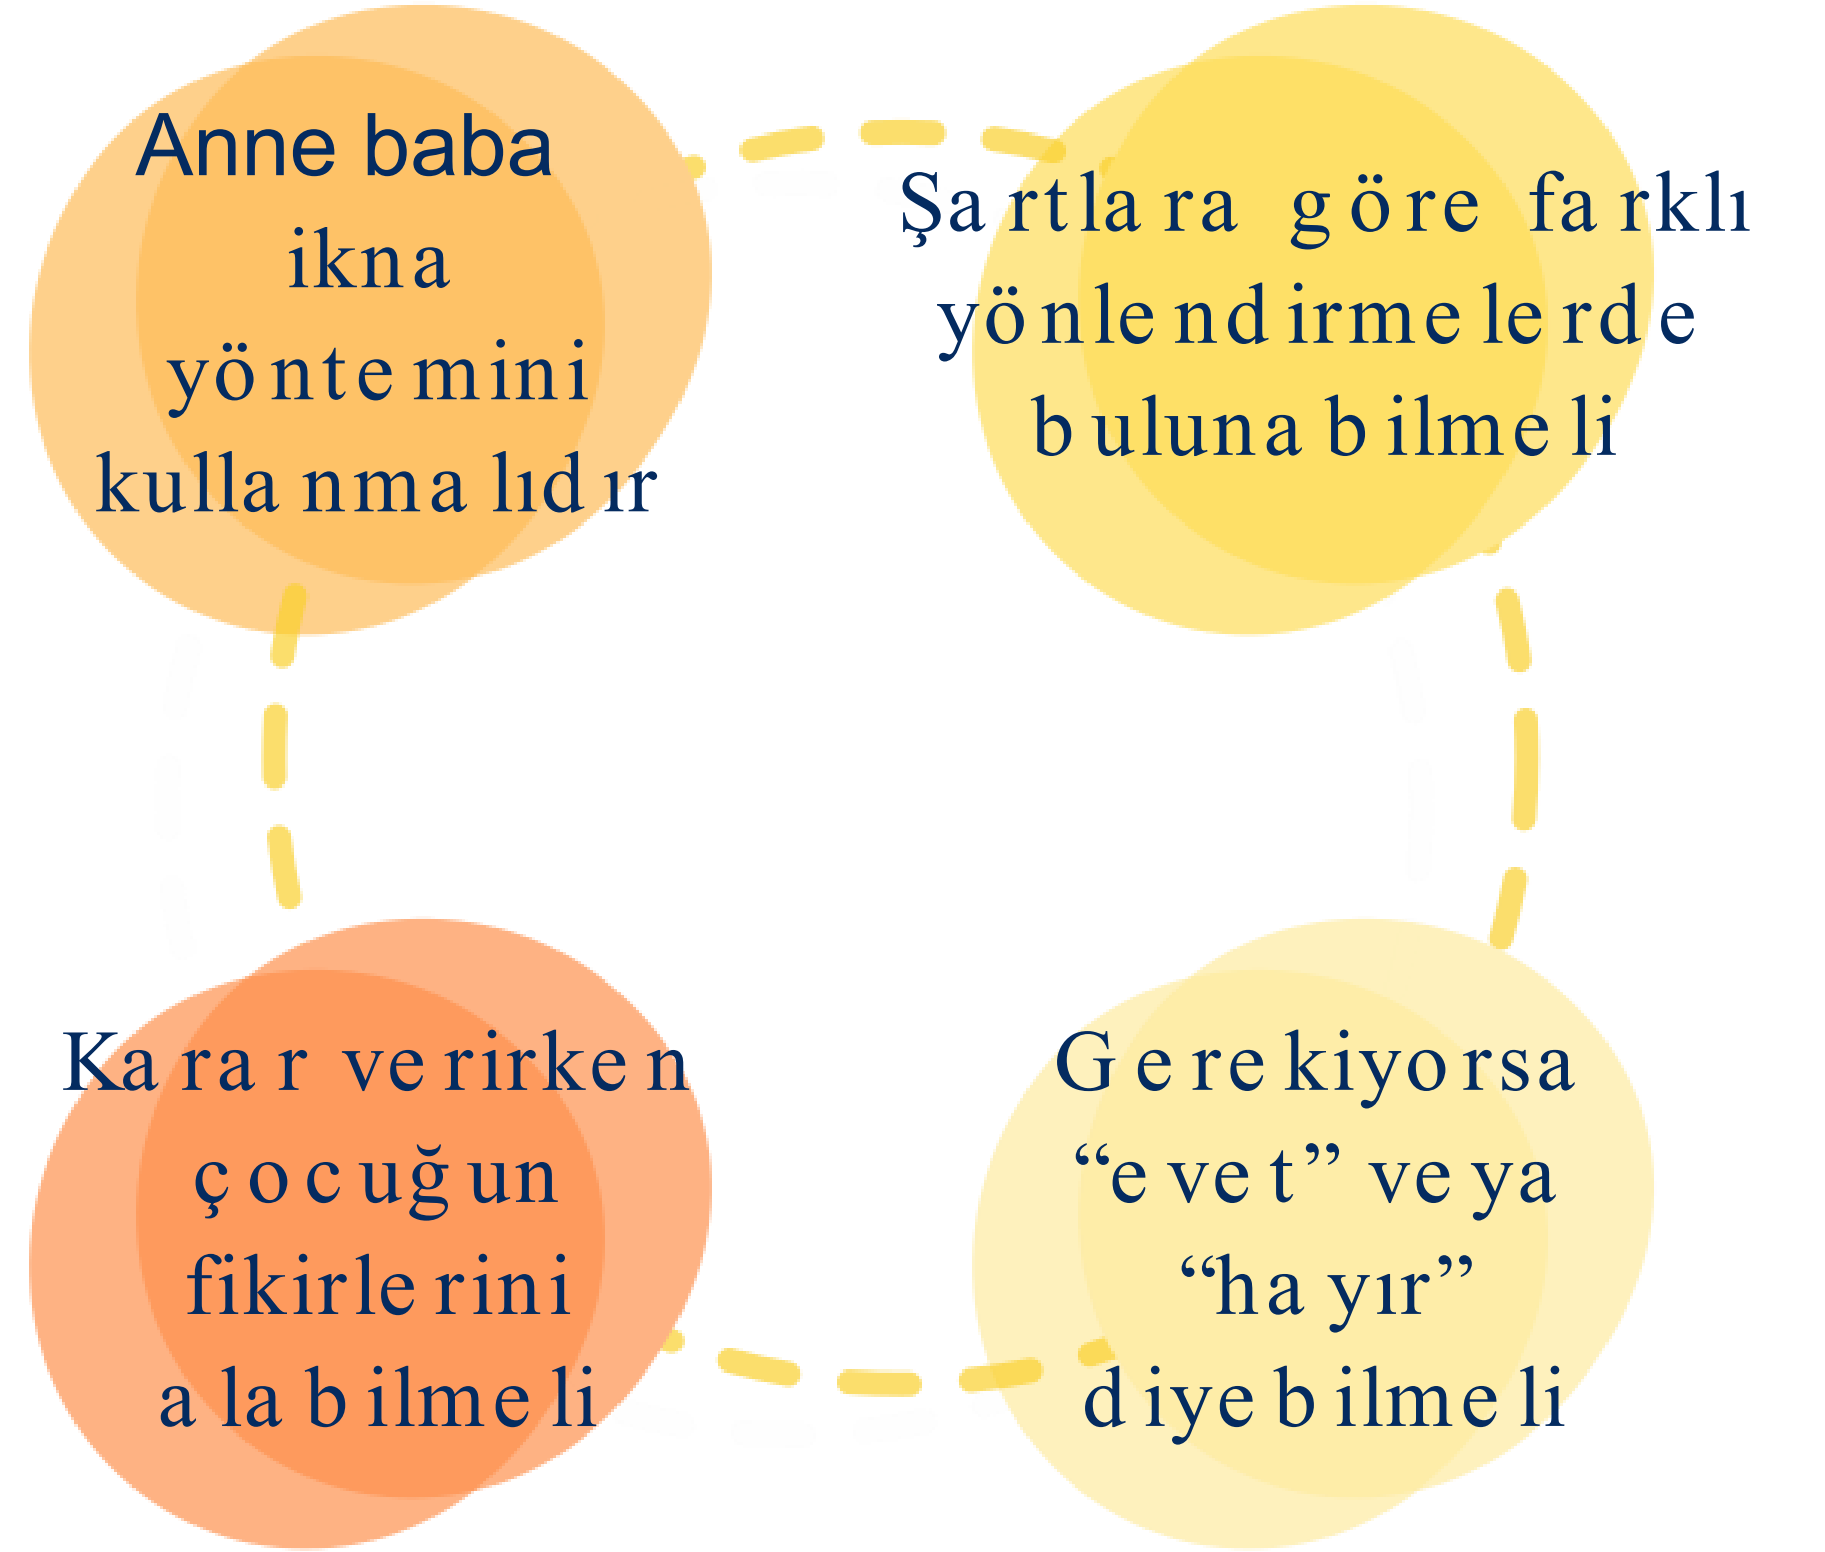 Anne baba
ikna
yöntemini
kullanmalıdır
Şartlara göre farklı
yönlendirmelerde
bulunabilmeli
Karar verirken
çocuğun
fikirlerini
alabilmeli
Gerekiyorsa
“evet” veya
“hayır”
diyebilmeli